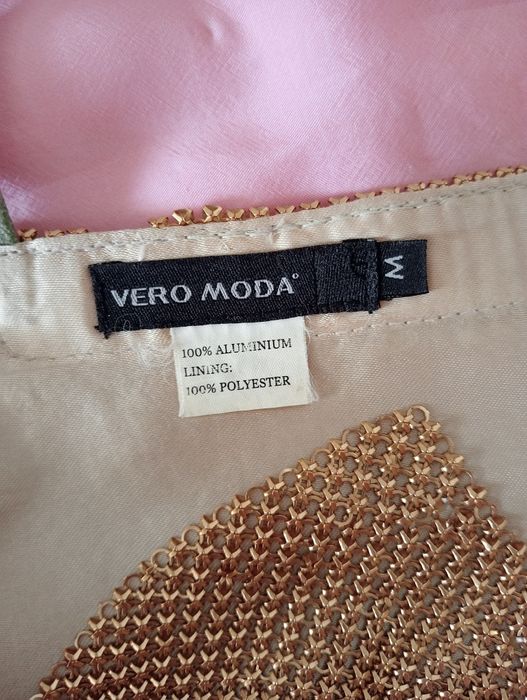 VERO MODA®
M
100% ALUMINIUM
LINING:
100% POLYESTER